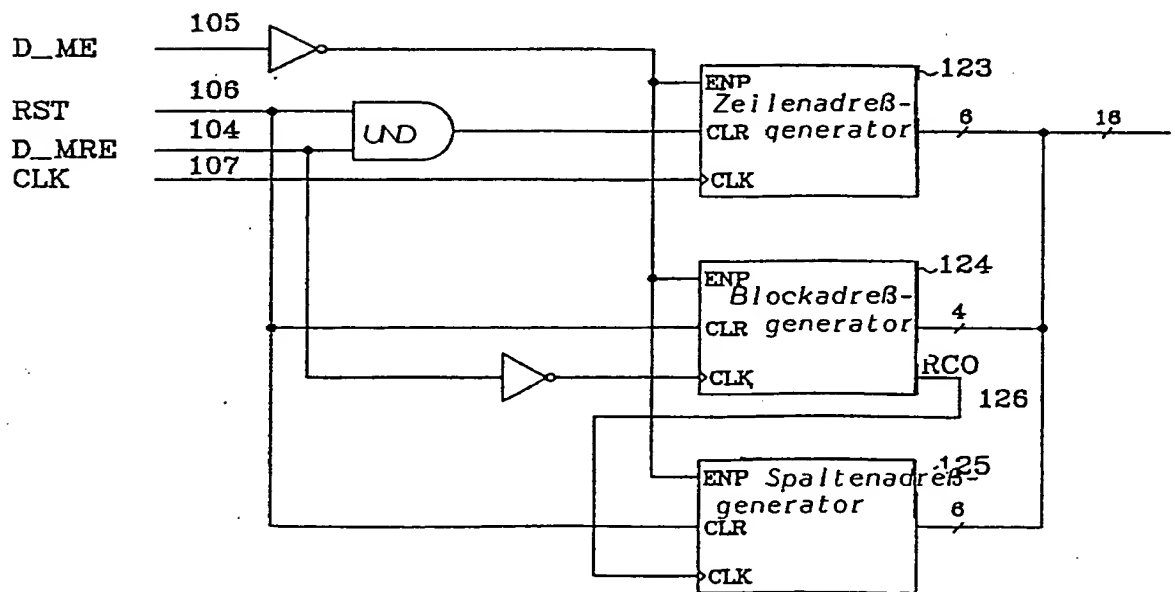 D_ME
105
RST
106
D_MRE
104
CLK
107
UND
123
ENP
Zeilenadreß-
CLR
generator
CLK
6
16
124
ENP
Blockadreß-
CLR
generator
CLK
4
RCO
126
125
ENP
Spaltenadreß-
generator
CLR
CLK
6